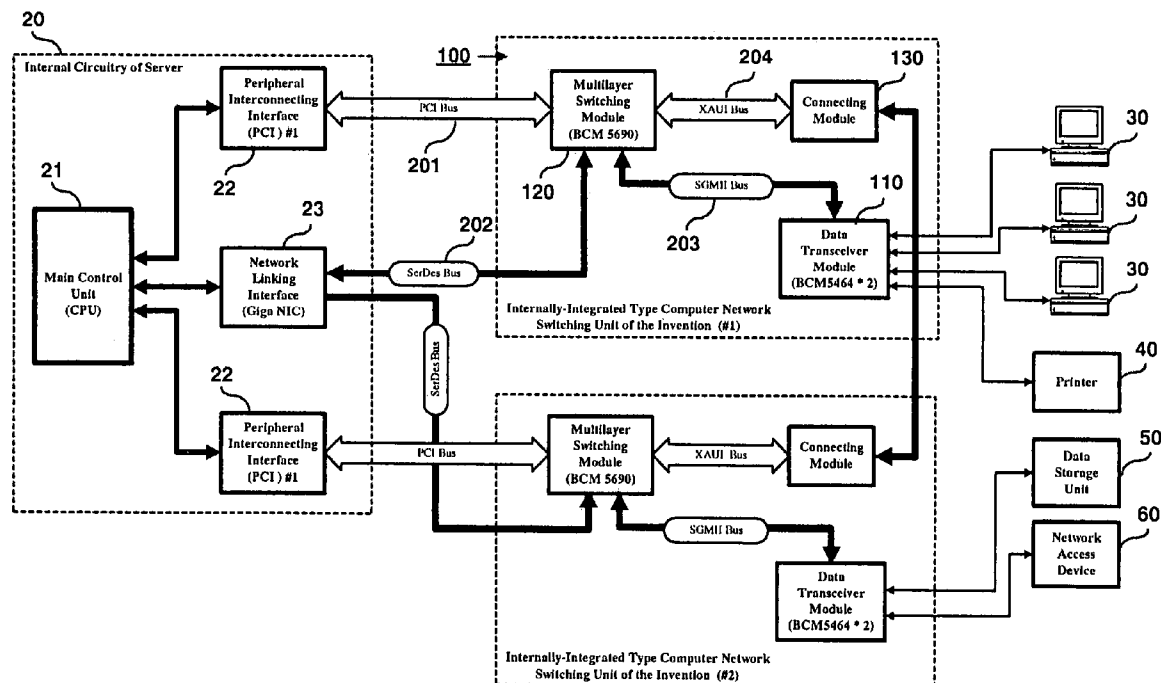 20
Internal Circuitry of Server
21
Main Control
Unit
(CPU)
Peripheral
Interconnecting
Interface
(PCI) #1
22
23
Network
Linking
Interface
(Giga NIC)
22
Peripheral
Interconnecting
Interface
(PCI) #1
PCI Bus
201
202
SerDes Bus
SerDes Bus
PCI Bus
100
Multilayer
Switching
Module
(BCM 5690)
120
204
XAUI Bus
130
Connecting
Module
SGMII Bus
203
110
Data
Transceiver
Module
(BCM5464 * 2)
Internally-Integrated Type Computer Network
Switching Unit of the Invention (#1)
Multilayer
Switching
Module
(BCM 5690)
XAUI Bus
Connecting
Module
SGMII Bus
Data
Transceiver
Module
(BCM5464 * 2)
Internally-Integrated Type Computer Network
Switching Unit of the Invention (#2)
30
30
30
40
Printer
50
Data
Storage
Unit
60
Network
Access
Device